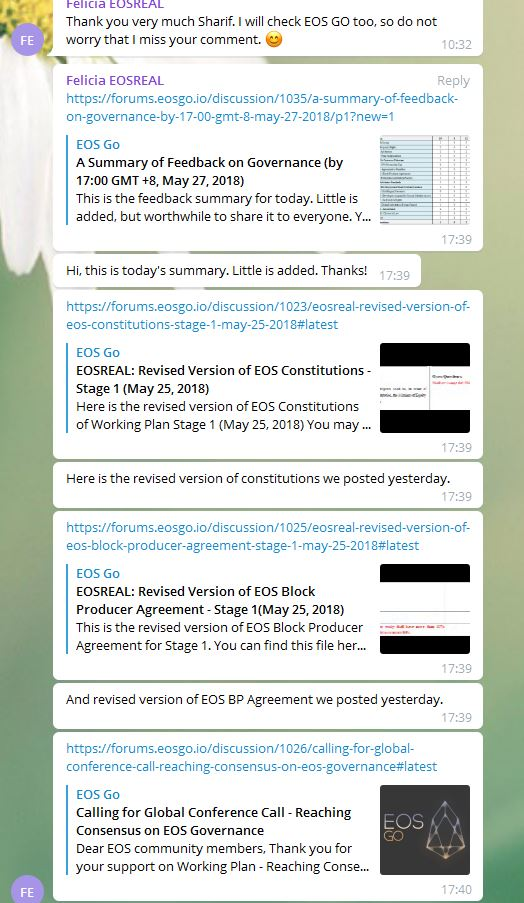 Felicia EOSREAL
Thank you very much Sharif. I will check EOS GO too, so do not
worry that I miss your comment. 😊
10:32
FE
Felicia EOSREAL
Reply
https://forums.eosgo.io/discussion/1035/a-summary-of-feedback-
on-governance-by-17-00-gmt-8-may-27-2018/p1?new=1
EOS Go
A Summary of Feedback on Governance (by
17:00 GMT +8, May 27, 2018)
This is the feedback summary for today. Little is
added, but worthwhile to share it to everyone. Y...
17:39
Hi, this is today's summary. Little is added. Thanks!
17:39
https://forums.eosgo.io/discussion/1023/eosreal-revised-version-of-
eos-constitutions-stage-1-may-25-2018#latest
EOS Go
EOSREAL: Revised Version of EOS Constitutions -
Stage 1 (May 25, 2018)
Here is the revised version of EOS Constitutions
of Working Plan Stage 1 (May 25, 2018) You may ...
17:39
Here is the revised version of constitutions we posted yesterday.
17:39
https://forums.eosgo.io/discussion/1025/eosreal-revised-version-of-
eos-block-producer-agreement-stage-1-may-25-2018#latest
EOS Go
EOSREAL: Revised Version of EOS Block
Producer Agreement - Stage 1(May 25, 2018)
This is the revised version of EOS Block Producer
Agreement for Stage 1. You can find this file her...
17:39
And revised version of EOS BP Agreement we posted yesterday.
17:39
https://forums.eosgo.io/discussion/1026/calling-for-global-
conference-call-reaching-consensus-on-eos-governance#latest
EOS Go
Calling for Global Conference Call - Reaching
Consensus on EOS Governance
Dear EOS community members, Thank you for
your support on Working Plan - Reaching Conse...
EOS
GO
17:40
FE